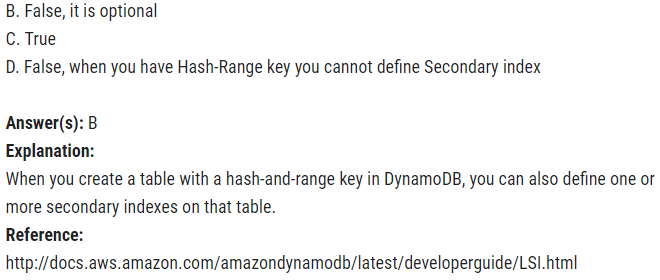 B. False, it is optional
C. True
D. False, when you have Hash-Range key you cannot define Secondary index
Answer(s): B
Explanation:
When you create a table with a hash-and-range key in DynamoDB, you can also define one or
more secondary indexes on that table.
Reference:
http://docs.aws.amazon.com/amazondynamodb/latest/developerguide/LSI.html